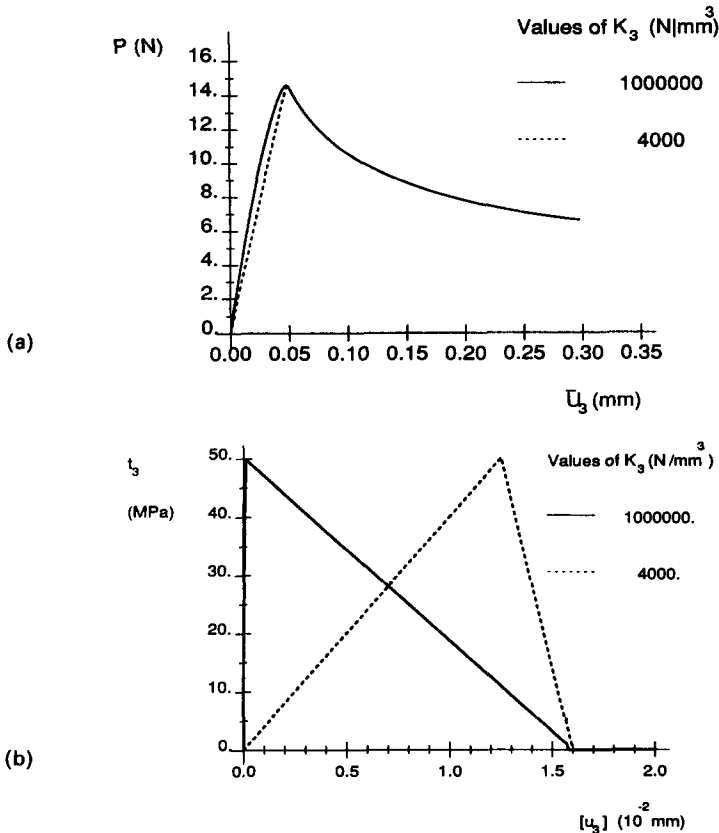 Values of K3 (N|mm3)
P (N)
1000000
4000
16.
14.
12.
10.
8.
6.
4.
2.
0.
0.00 0.05 0.10 0.15 0.20 0.25 0.30 0.35
(a)
U̅3 (mm)
t3
(MPa)
Values of K3 (N/mm3)
1000000.
4000.
50.
40.
30.
20.
10.
0.
0.0 0.5 1.0 1.5 2.0
(b)
[u3] (10-2 mm)